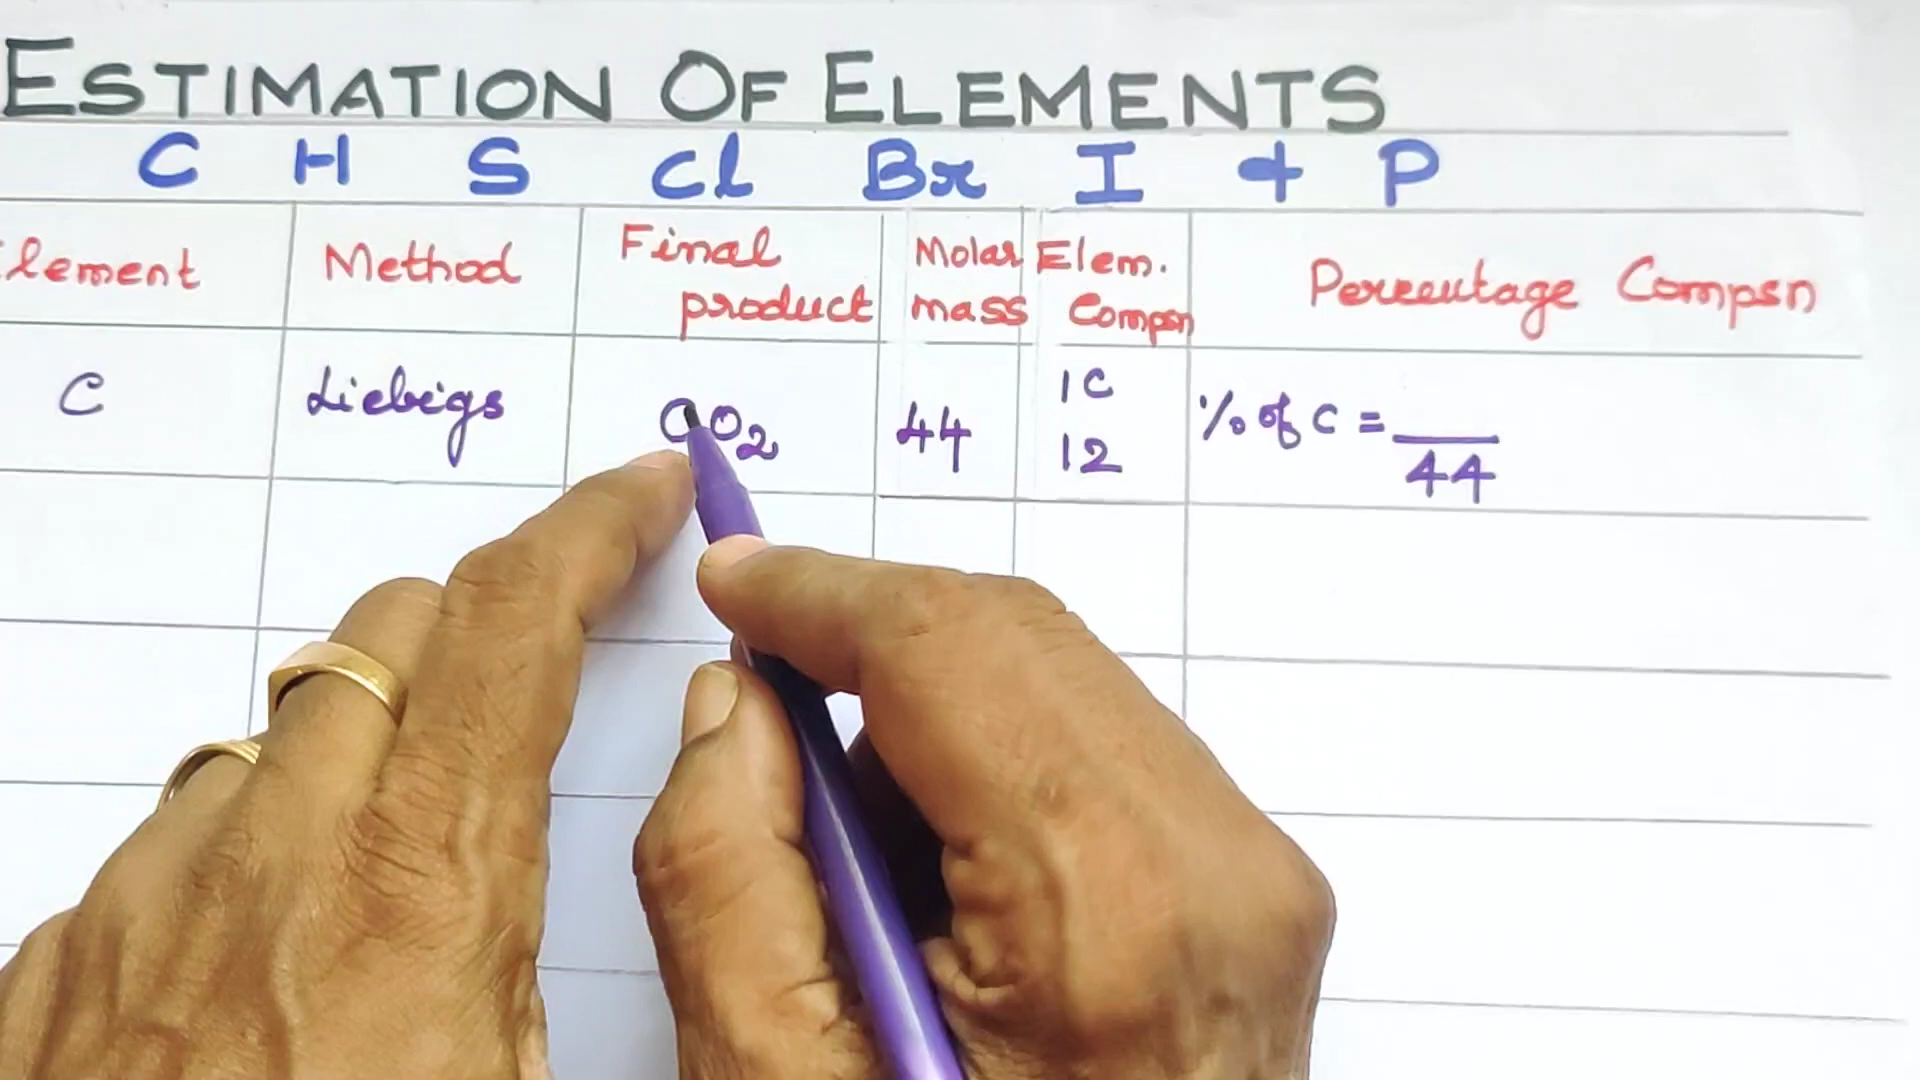 ESTIMATION OF ELEMENTS
C H S Cl Br I & P
lement Method Final product Molar mass Elem. Compsn Percentage Compsn
C Liebigs CO2 44 1C 12 % of C = 44